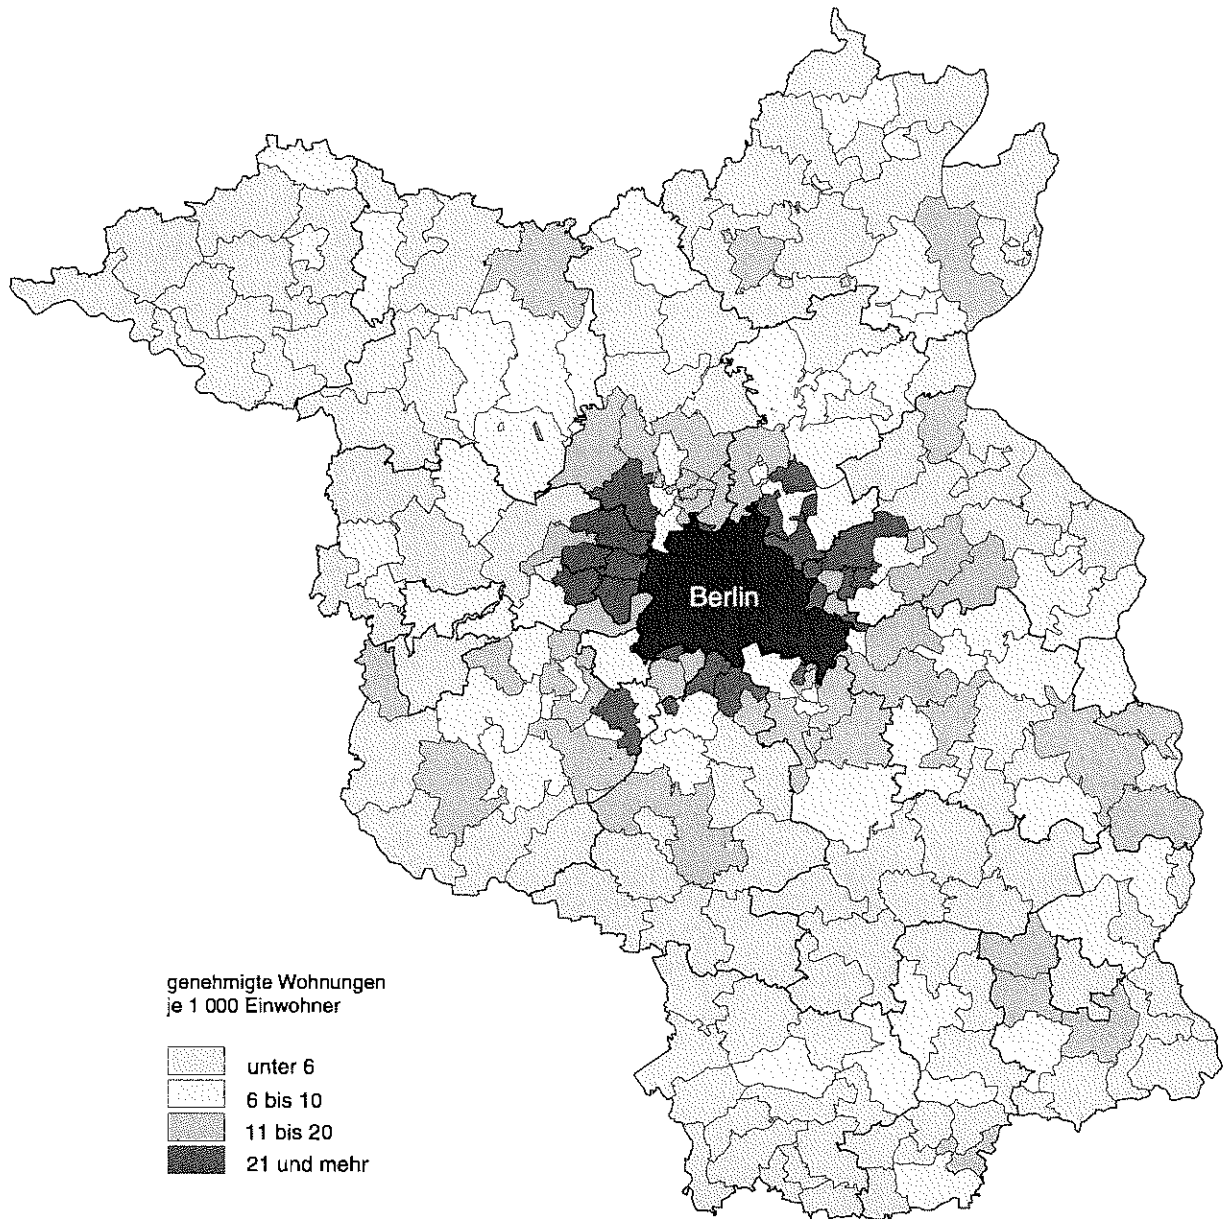 Berlin
genehmigte Wohnungen
je 1 000 Einwohner
unter 6
6 bis 10
11 bis 20
21 und mehr